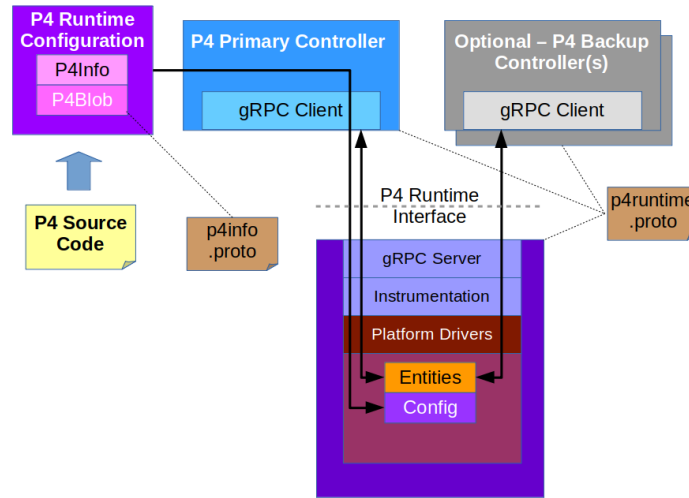 P4 Runtime
Configuration
P4Info
P4Blob
P4 Primary Controller
gRPC Client
Optional – P4 Backup
Controller(s)
gRPC Client
P4 Source
Code
p4info
.proto
P4 Runtime
Interface
p4runtime
.proto
gRPC Server
Instrumentation
Platform Drivers
Entities
Config